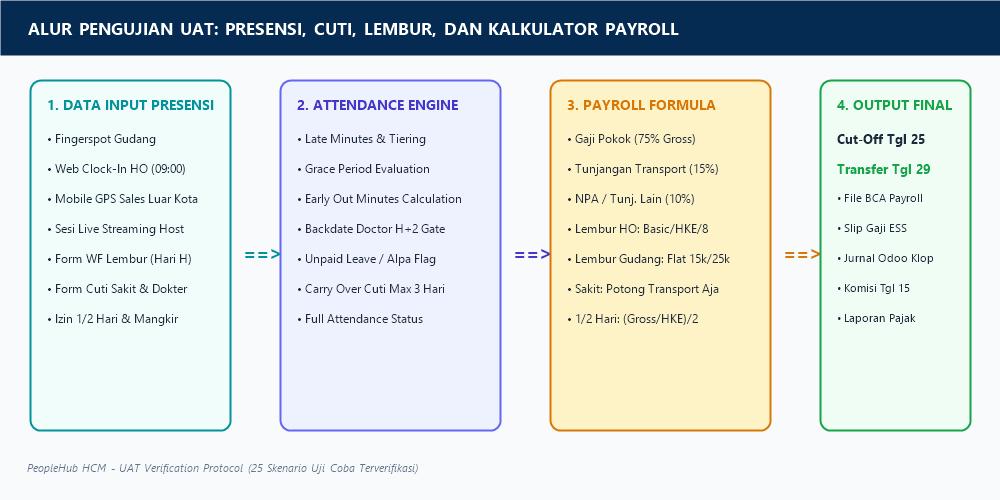 ALUR PENGUJIAN UAT: PRESENSI, CUTI, LEMBUR, DAN KALKULATOR PAYROLL
1. DATA INPUT PRESENSI
• Fingerspot Gudang
• Web Clock-In HO (09:00)
• Mobile GPS Sales Luar Kota
• Sesi Live Streaming Host
• Form WF Lembur (Hari H)
• Form Cuti Sakit & Dokter
• Izin 1/2 Hari & Mangkir
==>
2. ATTENDANCE ENGINE
• Late Minutes & Tiering
• Grace Period Evaluation
• Early Out Minutes Calculation
• Backdate Doctor H+2 Gate
• Unpaid Leave / Alpa Flag
• Carry Over Cuti Max 3 Hari
• Full Attendance Status
==>
3. PAYROLL FORMULA
• Gaji Pokok (75% Gross)
• Tunjangan Transport (15%)
• NPA / Tunj. Lain (10%)
• Lembur HO: Basic/HKE/8
• Lembur Gudang: Flat 15k/25k
• Sakit: Potong Transport Aja
• 1/2 Hari: (Gross/HKE)/2
==>
4. OUTPUT FINAL
Cut-Off Tgl 25
Transfer Tgl 29
• File BCA Payroll
• Slip Gaji ESS
• Jurnal Odoo Klop
• Komisi Tgl 15
• Laporan Pajak
PeopleHub HCM - UAT Verification Protocol (25 Skenario Uji Coba Terverifikasi)